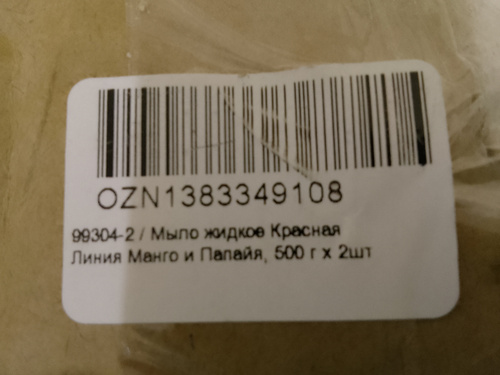 OZN1383349108
99304-2 / Мыло жидкое Красная
Линия Манго и Папайя, 500 г x 2шт